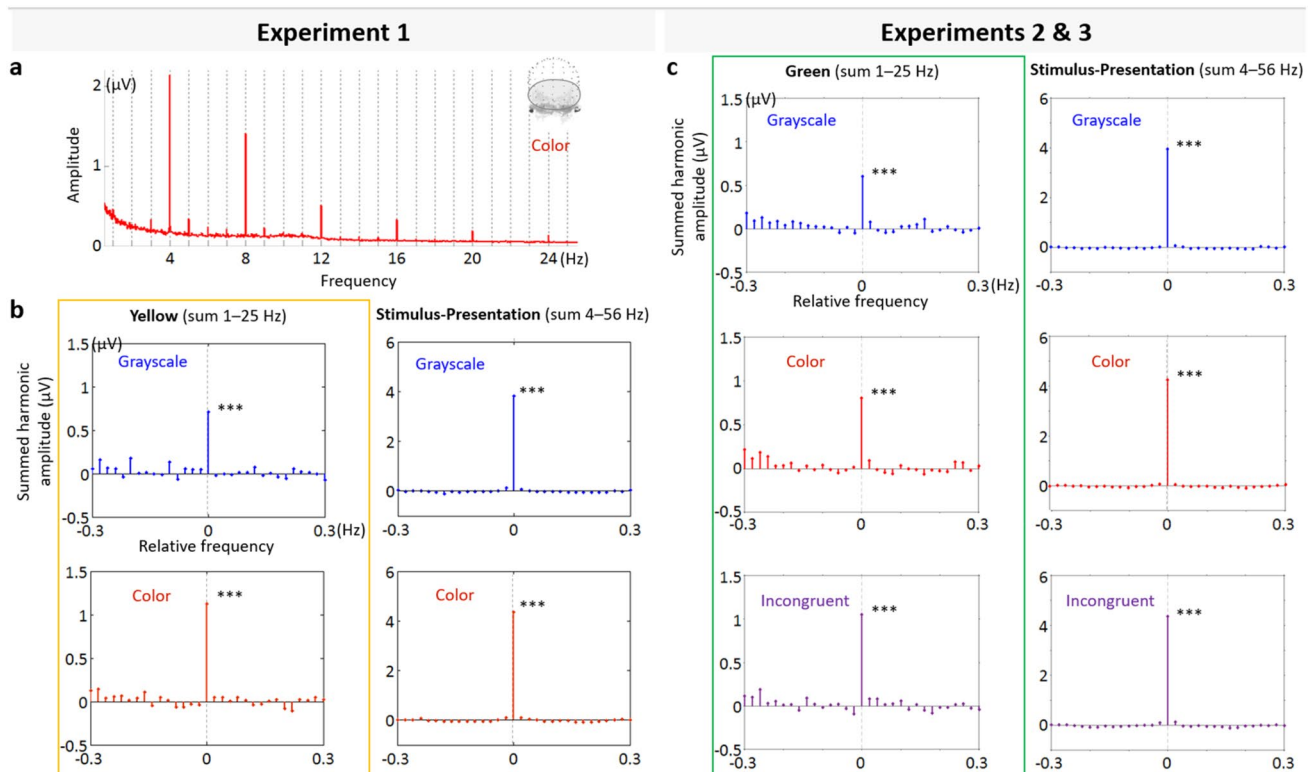 Experiment 1
Experiments 2 & 3
a
2
(µV)
1
0
Amplitude
Color
4 8 12 16 20 24 (Hz)
Frequency
b
Yellow (sum 1–25 Hz)
1.5 (µV)
1
0.5
0
-0.5
Summed harmonic
amplitude (µV)
Grayscale
***
-0.3 0 0.3 (Hz)
Relative frequency
Stimulus-Presentation (sum 4–56 Hz)
6
4
2
0
-1
Grayscale
***
-0.3 0 0.3
1.5
1
0.5
0
-0.5
Color
***
-0.3 0 0.3
6
4
2
0
-1
Color
***
-0.3 0 0.3
c
Green (sum 1–25 Hz)
1.5 (µV)
1
0.5
0
-0.5
Summed harmonic
amplitude (µV)
Grayscale
***
-0.3 0 0.3 (Hz)
Relative frequency
Stimulus-Presentation (sum 4–56 Hz)
6
4
2
0
-1
Grayscale
***
-0.3 0 0.3
1.5
1
0.5
0
-0.5
Color
***
-0.3 0 0.3
6
4
2
0
-1
Color
***
-0.3 0 0.3
1.5
1
0.5
0
-0.5
Incongruent
***
-0.3 0 0.3
6
4
2
0
-1
Incongruent
***
-0.3 0 0.3